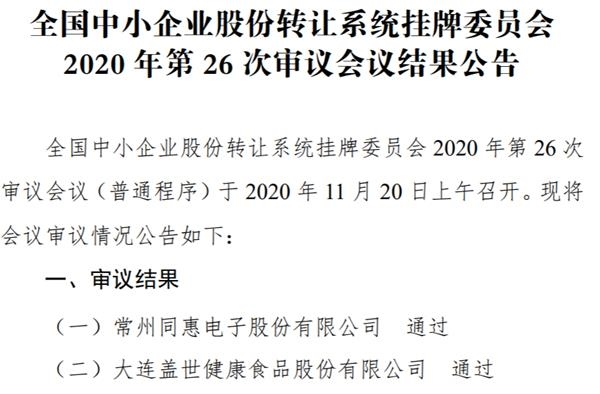 全国中小企业股份转让系统挂牌委员会
2020 年第 26 次审议会议结果公告
全国中小企业股份转让系统挂牌委员会 2020 年第 26 次
审议会议（普通程序）于 2020 年 11 月 20 日上午召开。现将
会议审议情况公告如下：
一、审议结果
（一）常州同惠电子股份有限公司　通过
（二）大连盖世健康食品股份有限公司　通过